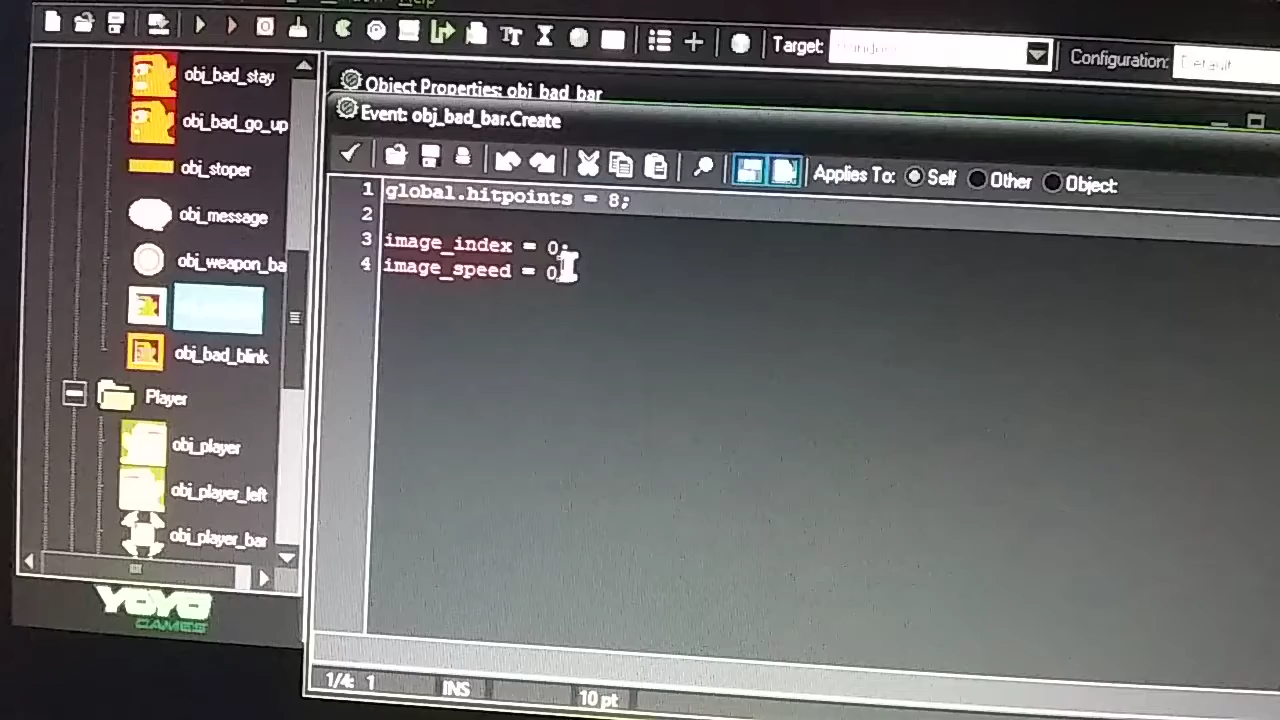 Help
Target:
Configuration: Default
obj_bad_stay
obj_bad_go_up
obj_stoper
obj_message
obj_weapon_ba
obj_bad_blink
Player
obj_player
obj_player_left
obj_player_bar
YOYO
GAMES
Object Properties: obj_bad_bar
Event: obj_bad_bar.Create
Applies To: Self Other Object:
1 global.hitpoints = 8;
2
3 image_index = 0;
4 image_speed = 0
1/4: 1 INS 10 pt